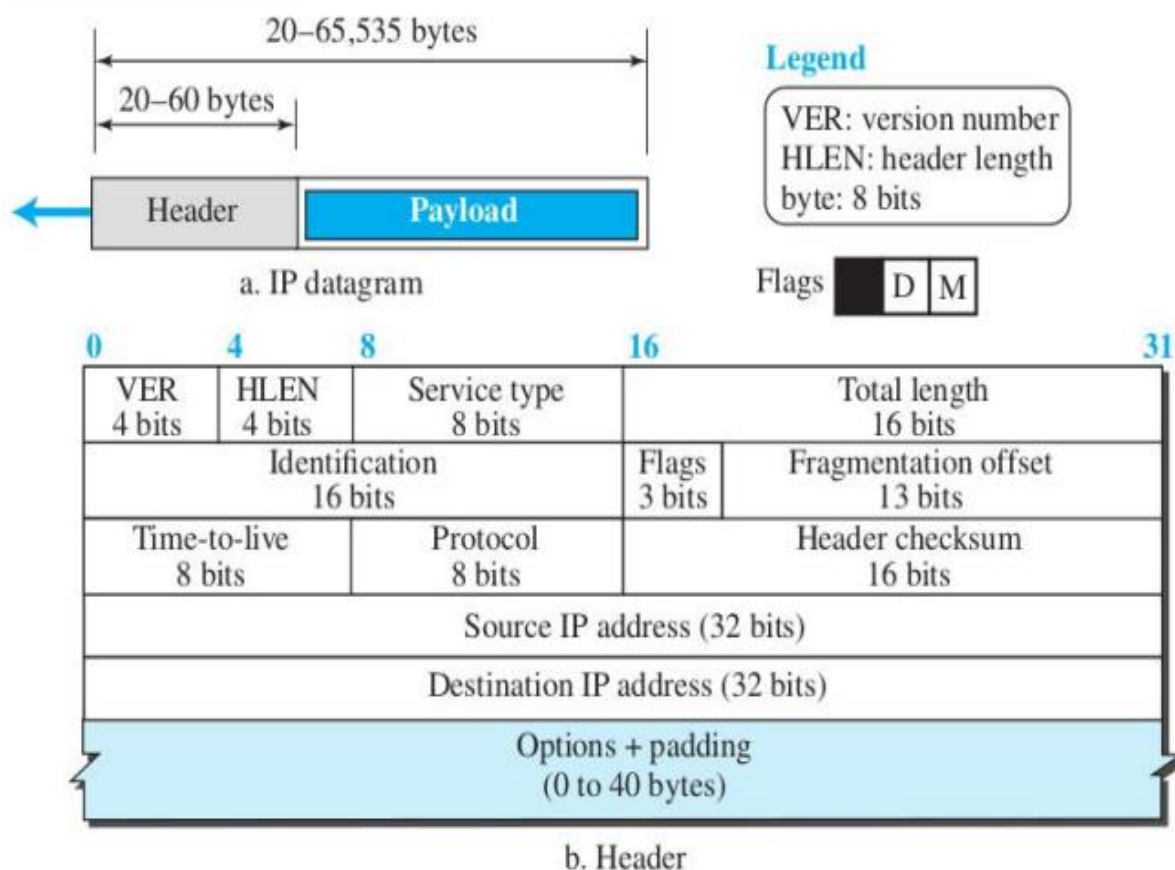 20–65,535 bytes
20–60 bytes
Header
Payload
a. IP datagram
Legend
VER: version number
HLEN: header length
byte: 8 bits
Flags D M
0 4 8 16 31
VER HLEN Service type Total length
4 bits 4 bits 8 bits 16 bits
Identification Flags Fragmentation offset
16 bits 3 bits 13 bits
Time-to-live Protocol Header checksum
8 bits 8 bits 16 bits
Source IP address (32 bits)
Destination IP address (32 bits)
Options + padding
(0 to 40 bytes)
b. Header